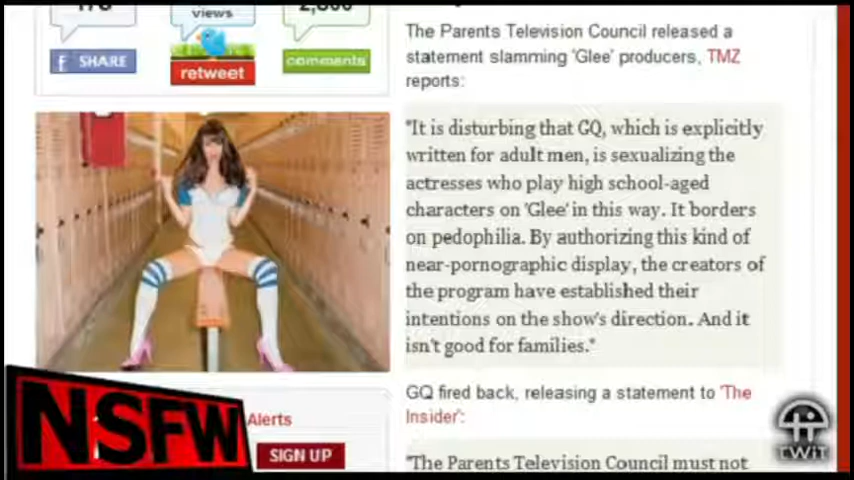 views
SHARE
retweet
comments
The Parents Television Council released a
statement slamming 'Glee' producers, TMZ
reports:
"It is disturbing that GQ, which is explicitly
written for adult men, is sexualizing the
actresses who play high school-aged
characters on 'Glee' in this way. It borders
on pedophilia. By authorizing this kind of
near-pornographic display, the creators of
the program have established their
intentions on the show's direction. And it
isn't good for families."
GQ fired back, releasing a statement to 'The
Insider':
"The Parents Television Council must not
Alerts
SIGN UP
NSFW
TWiT